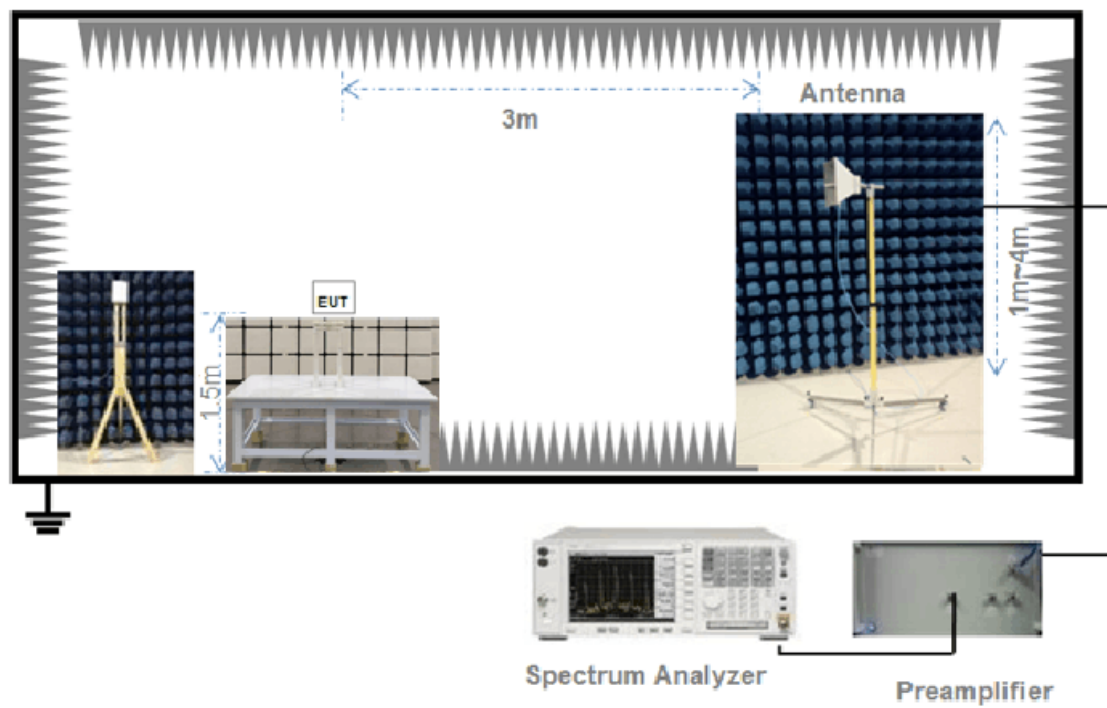 Antenna
3m
EUT
1.5m
1m~4m
Spectrum Analyzer
Preamplifier